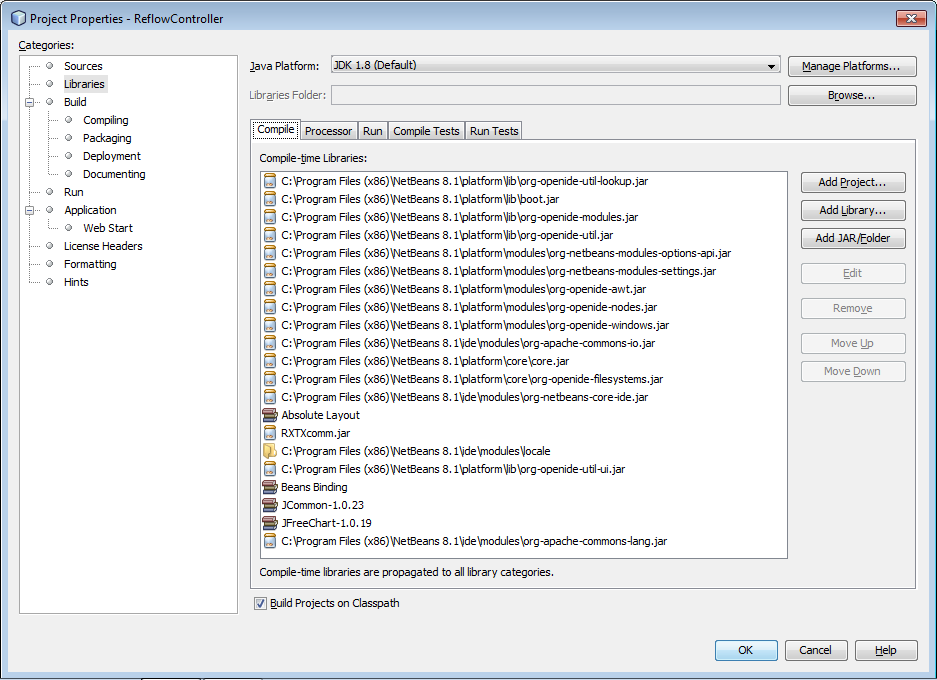 Project Properties - ReflowController
Categories:
Sources
Libraries
Build
Compiling
Packaging
Deployment
Documenting
Run
Application
Web Start
License Headers
Formatting
Hints
Java Platform: JDK 1.8 (Default) Manage Platforms...
Libraries Folder: Browse...
Compile Processor Run Compile Tests Run Tests
Compile-time Libraries:
C:\Program Files (x86)\NetBeans 8.1\platform\lib\org-openide-util-lookup.jar
C:\Program Files (x86)\NetBeans 8.1\platform\lib\boot.jar
C:\Program Files (x86)\NetBeans 8.1\platform\lib\org-openide-modules.jar
C:\Program Files (x86)\NetBeans 8.1\platform\lib\org-openide-util.jar
C:\Program Files (x86)\NetBeans 8.1\platform\modules\org-netbeans-modules-options-api.jar
C:\Program Files (x86)\NetBeans 8.1\platform\modules\org-netbeans-modules-settings.jar
C:\Program Files (x86)\NetBeans 8.1\platform\modules\org-openide-awt.jar
C:\Program Files (x86)\NetBeans 8.1\platform\modules\org-openide-nodes.jar
C:\Program Files (x86)\NetBeans 8.1\platform\modules\org-openide-windows.jar
C:\Program Files (x86)\NetBeans 8.1\ide\modules\org-apache-commons-io.jar
C:\Program Files (x86)\NetBeans 8.1\platform\core\core.jar
C:\Program Files (x86)\NetBeans 8.1\platform\core\org-openide-filesystems.jar
C:\Program Files (x86)\NetBeans 8.1\ide\modules\org-netbeans-core-ide.jar
Absolute Layout
RXTXcomm.jar
C:\Program Files (x86)\NetBeans 8.1\ide\modules\locale
C:\Program Files (x86)\NetBeans 8.1\platform\lib\org-openide-util-ui.jar
Beans Binding
JCommon-1.0.23
JFreeChart-1.0.19
C:\Program Files (x86)\NetBeans 8.1\ide\modules\org-apache-commons-lang.jar
Add Project...
Add Library...
Add JAR/Folder
Edit
Remove
Move Up
Move Down
Compile-time libraries are propagated to all library categories.
Build Projects on Classpath
OK Cancel Help